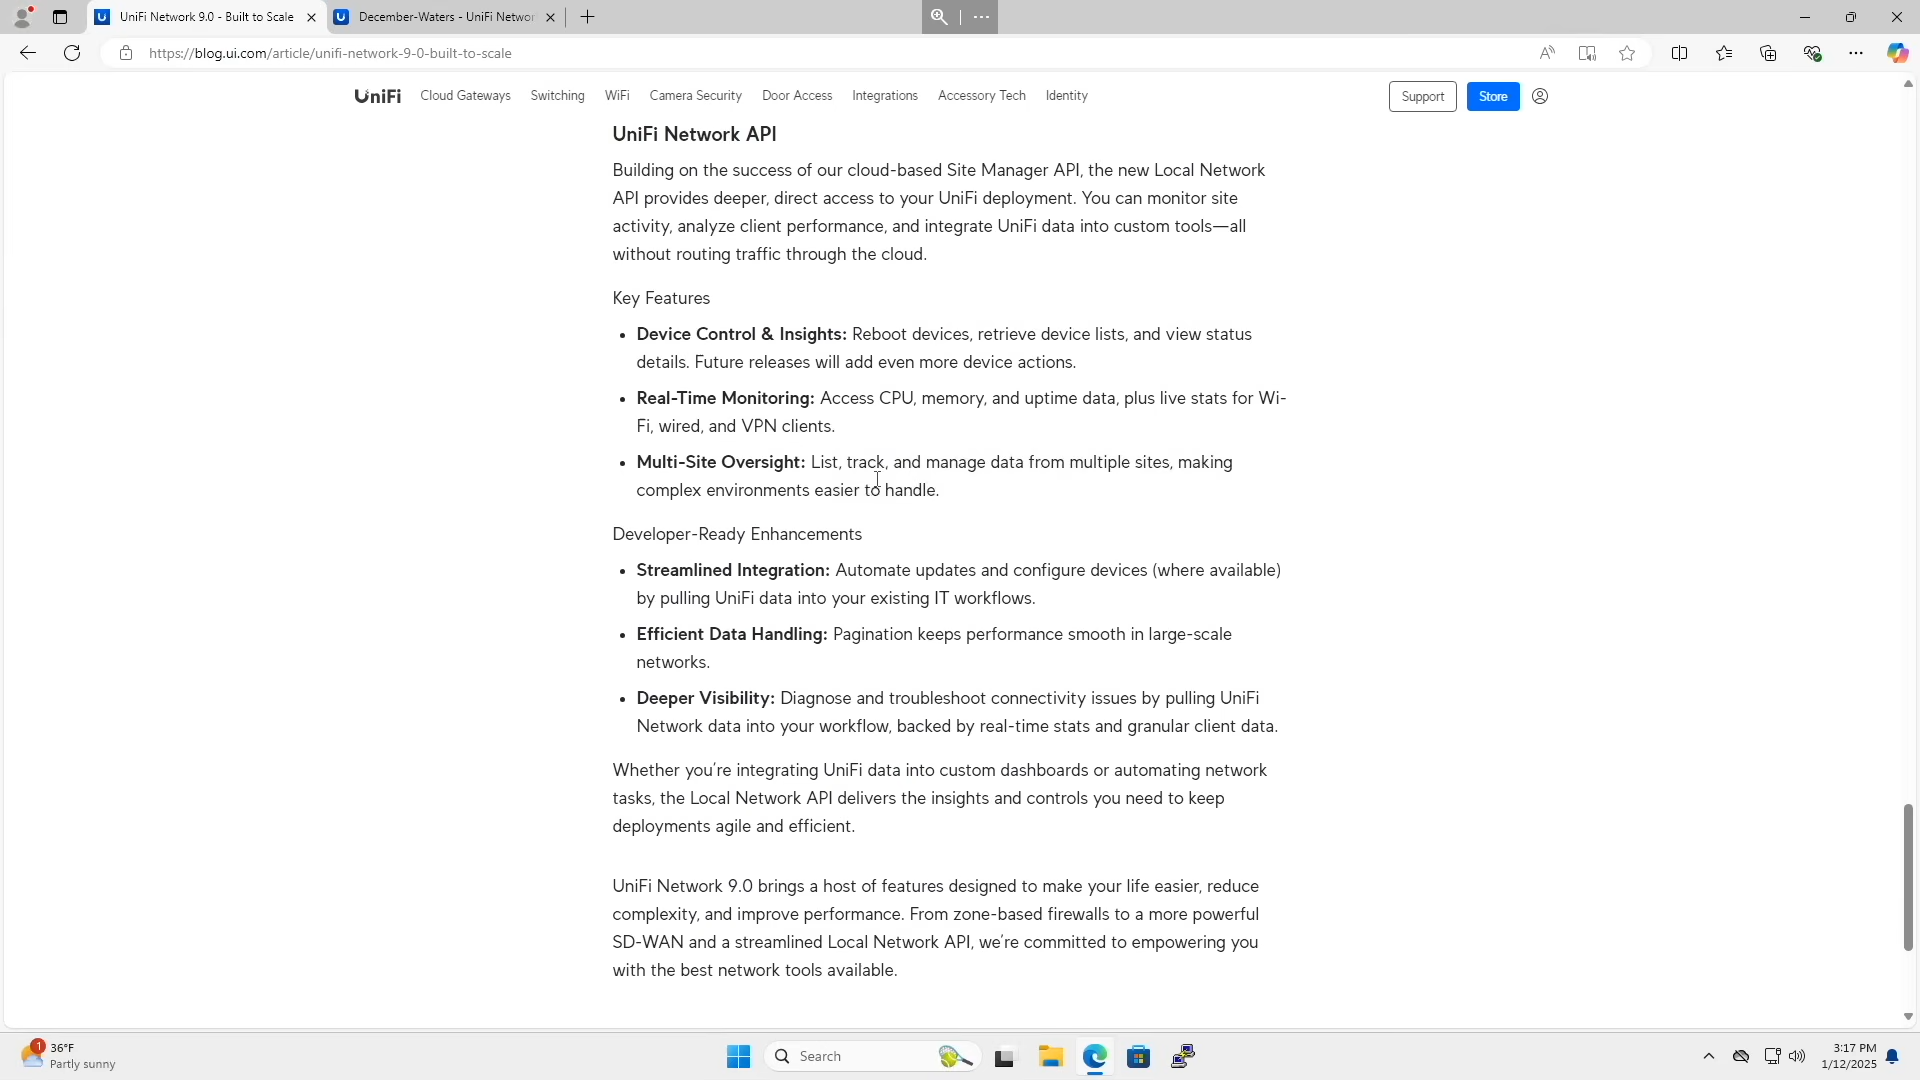 UniFi Network 9.0 - Built to Scale
December-Waters - UniFi Networ
https://blog.ui.com/article/unifi-network-9-0-built-to-scale
UniFi Cloud Gateways Switching WiFi Camera Security Door Access Integrations Accessory Tech Identity Support Store
UniFi Network API
Building on the success of our cloud-based Site Manager API, the new Local Network
API provides deeper, direct access to your UniFi deployment. You can monitor site
activity, analyze client performance, and integrate UniFi data into custom tools—all
without routing traffic through the cloud.
Key Features
• Device Control & Insights: Reboot devices, retrieve device lists, and view status
details. Future releases will add even more device actions.
• Real-Time Monitoring: Access CPU, memory, and uptime data, plus live stats for Wi-
Fi, wired, and VPN clients.
• Multi-Site Oversight: List, track, and manage data from multiple sites, making
complex environments easier to handle.
Developer-Ready Enhancements
• Streamlined Integration: Automate updates and configure devices (where available)
by pulling UniFi data into your existing IT workflows.
• Efficient Data Handling: Pagination keeps performance smooth in large-scale
networks.
• Deeper Visibility: Diagnose and troubleshoot connectivity issues by pulling UniFi
Network data into your workflow, backed by real-time stats and granular client data.
Whether you’re integrating UniFi data into custom dashboards or automating network
tasks, the Local Network API delivers the insights and controls you need to keep
deployments agile and efficient.
UniFi Network 9.0 brings a host of features designed to make your life easier, reduce
complexity, and improve performance. From zone-based firewalls to a more powerful
SD-WAN and a streamlined Local Network API, we’re committed to empowering you
with the best network tools available.
1
36°F
Partly sunny
Search
3:17 PM
1/12/2025